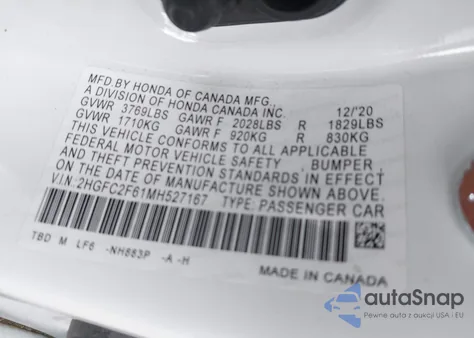 MFD.BY HONDA OF CANADA MFG.,
A DIVISION OF HONDA CANADA INC. 12/'20
GVWR 3769LBS GAWR F 2028LBS R 1829LBS
GVWR 1710KG GAWR F 920KG R 830KG
THIS VEHICLE CONFORMS TO ALL APPLICABLE
FEDERAL MOTOR VEHICLE SAFETY , BUMPER
AND THEFT PREVENTION STANDARDS IN EFFECT
ON THE DATE OF MANUFACTURE SHOWN ABOVE.
V.I.N: 2HGFC2F61MH527167 TYPE: PASSENGER CAR
TBD M LF6 -NH883P -A -H
MADE IN CANADA
autoSnap
Pewne auta z USA i EU